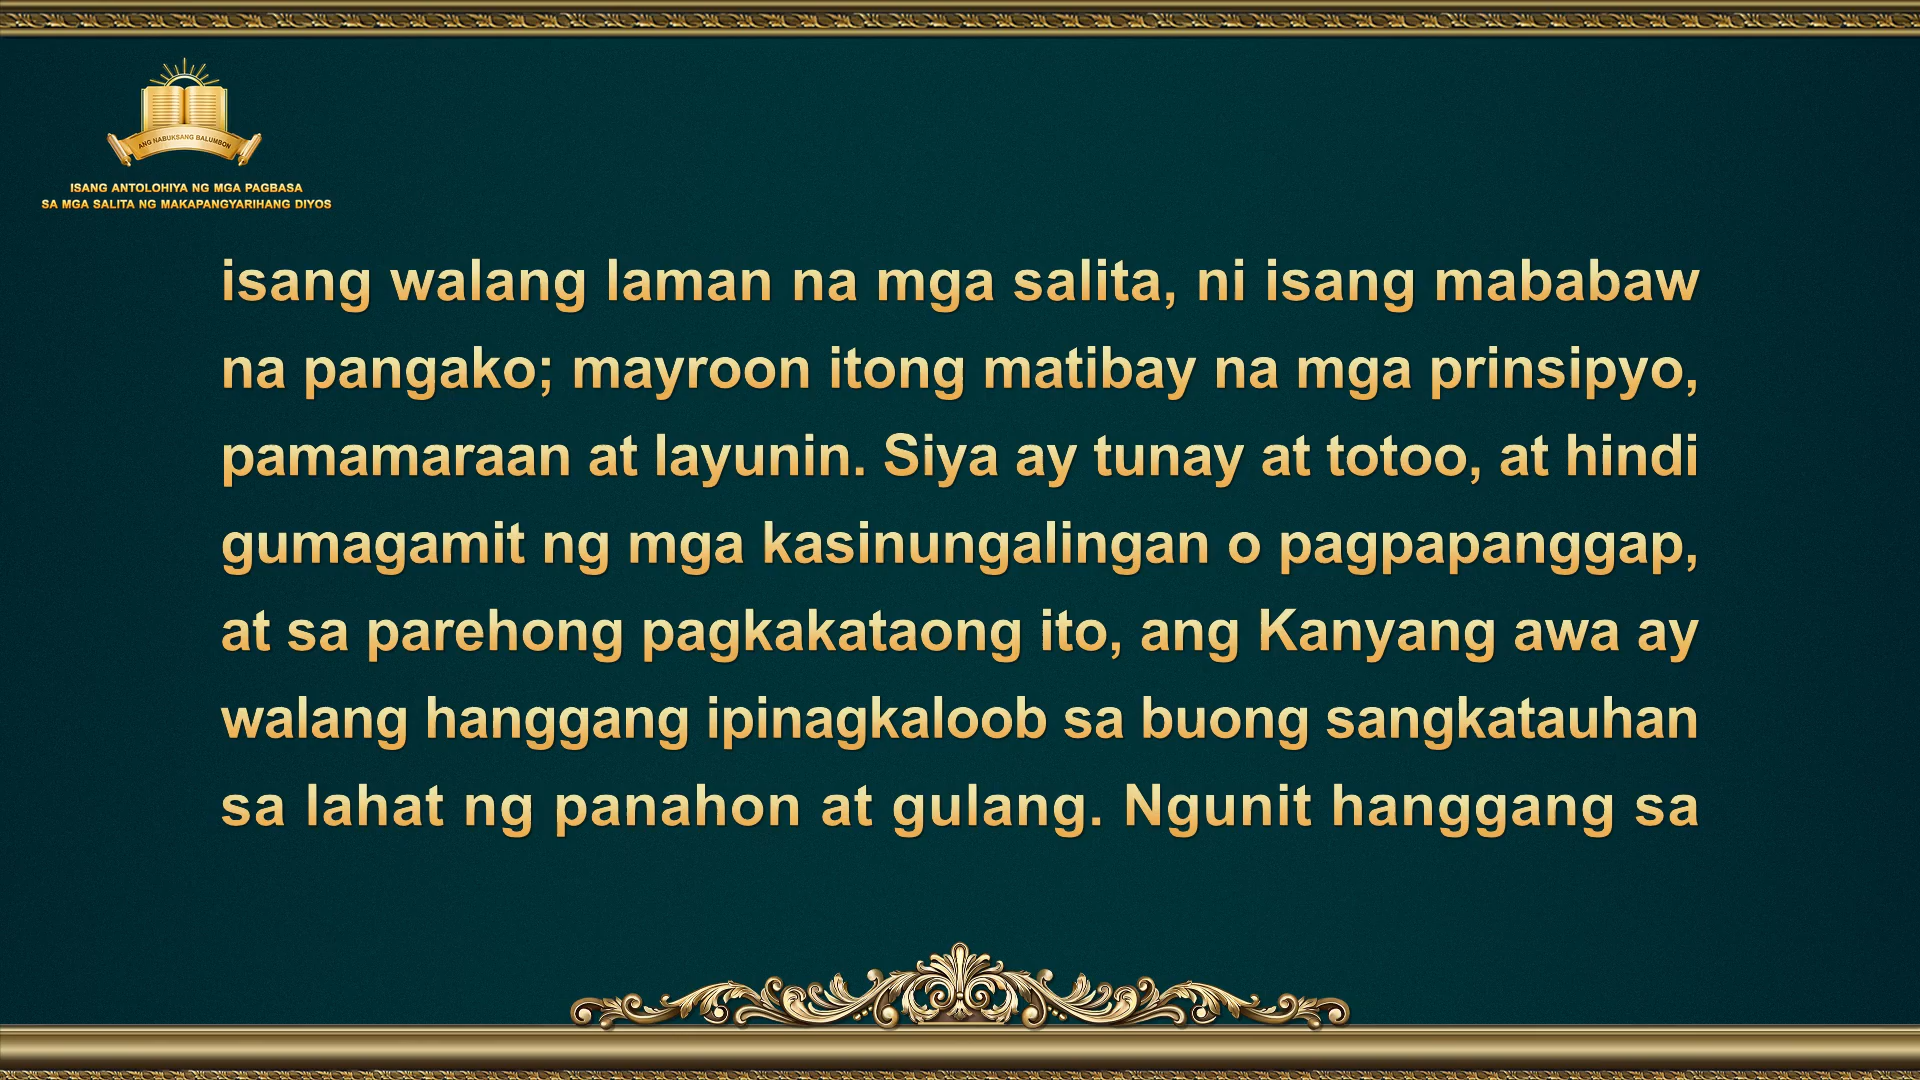 ANG NABUKSANG BALUMBON
ISANG ANTOLOHIYA NG MGA PAGBASA
SA MGA SALITA NG MAKAPANGYARIHANG DIYOS
isang walang laman na mga salita, ni isang mababaw
na pangako; mayroon itong matibay na mga prinsipyo,
pamamaraan at layunin. Siya ay tunay at totoo, at hindi
gumagamit ng mga kasinungalingan o pagpapanggap,
at sa parehong pagkakataong ito, ang Kanyang awa ay
walang hanggang ipinagkaloob sa buong sangkatauhan
sa lahat ng panahon at gulang. Ngunit hanggang sa